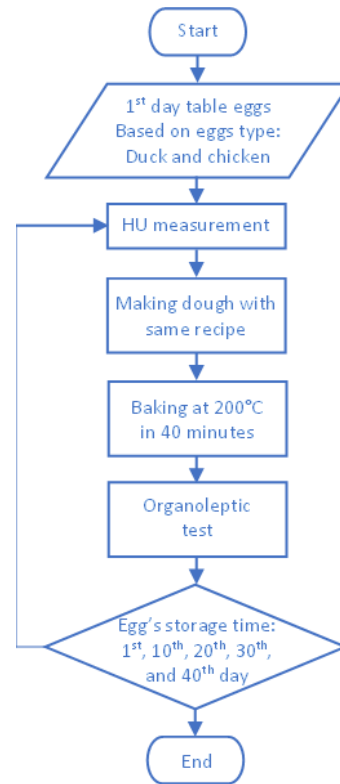 Start
1st day table eggs
Based on eggs type:
Duck and chicken
HU measurement
Making dough with
same recipe
Baking at 200°C
in 40 minutes
Organoleptic
test
Egg's storage time:
1st, 10th, 20th, 30th,
and 40th day
End